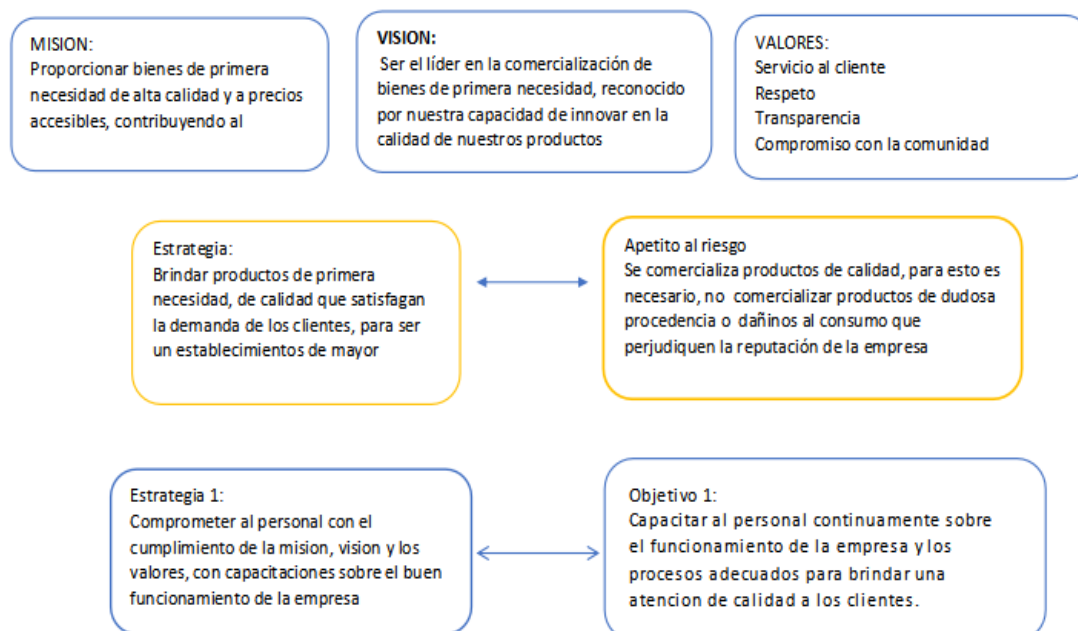 MISION:
Proporcionar bienes de primera
necesidad de alta calidad y a precios
accesibles, contribuyendo al
VISION:
Ser el líder en la comercialización de
bienes de primera necesidad, reconocido
por nuestra capacidad de innovar en la
calidad de nuestros productos
VALORES:
Servicio al cliente
Respeto
Transparencia
Compromiso con la comunidad
Estrategia:
Brindar productos de primera
necesidad, de calidad que satisfagan
la demanda de los clientes, para ser
un establecimientos de mayor
Apetito al riesgo
Se comercializa productos de calidad, para esto es
necesario, no comercializar productos de dudosa
procedencia o dañinos al consumo que
perjudiquen la reputación de la empresa
Estrategia 1:
Comprometer al personal con el
cumplimiento de la mision, vision y los
valores, con capacitaciones sobre el buen
funcionamiento de la empresa
Objetivo 1:
Capacitar al personal continuamente sobre
el funcionamiento de la empresa y los
procesos adecuados para brindar una
atencion de calidad a los clientes.